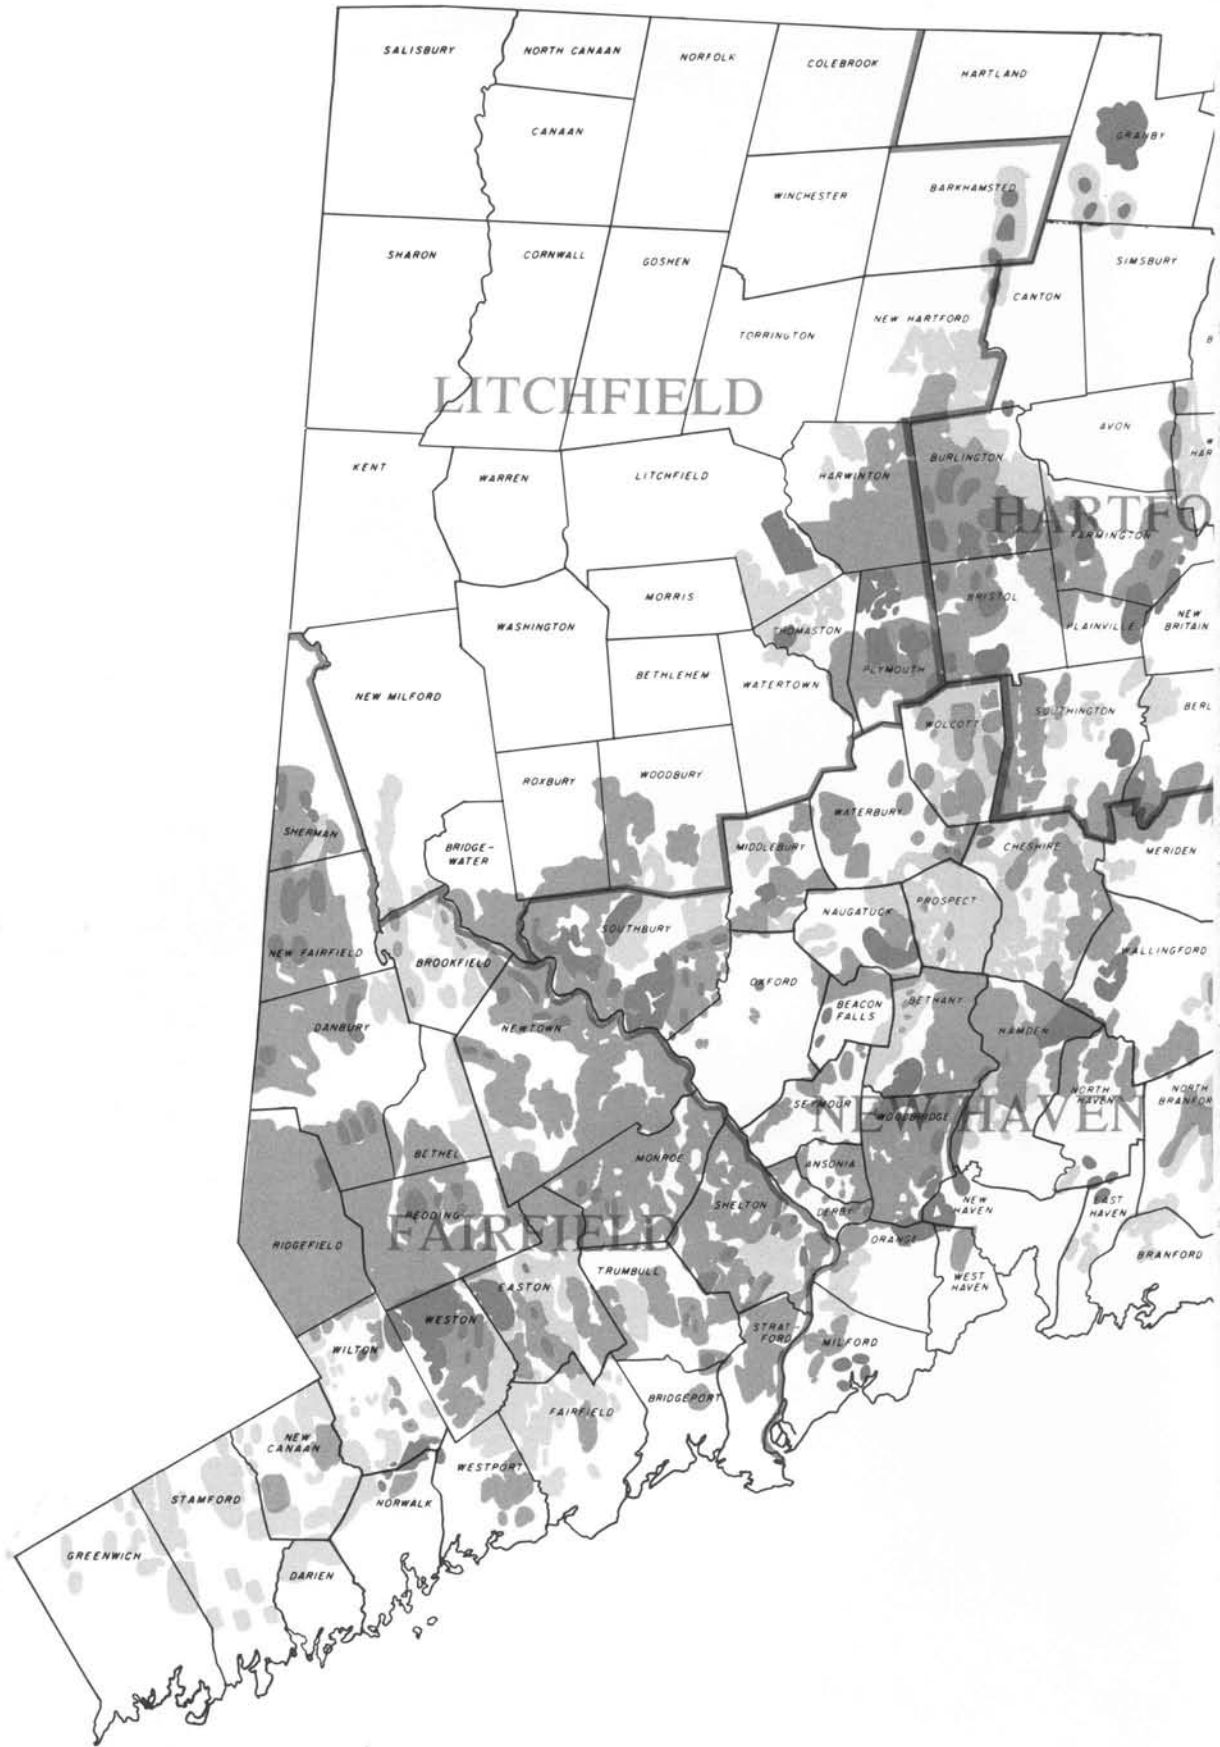 SALISBURY
NORTH CANAAN
NORFOLK
COLEBROOK
HARTLAND
CANAAN
GRANBY
WINCHESTER
BARKHAMSTED
SHARON
CORNWALL
GOSHEN
SIMSBURY
CANTON
NEW HARTFORD
TORRINGTON
B
LITCHFIELD
AVON
W
HAR
KENT
WARREN
LITCHFIELD
HARWINTON
BURLINGTON
HARTFO
FARMINGTON
MORRIS
BRISTOL
WASHINGTON
THOMASTON
PLAINVILLE
NEW
BRITAIN
BETHLEHEM
PLYMOUTH
NEW MILFORD
WATERTOWN
WOLCOTT
SOUTHINGTON
BERL
ROXBURY
WOODBURY
WATERBURY
SHERMAN
BRIDGE-
WATER
MIDDLEBURY
CHESHIRE
MERIDEN
NAUGATUCK
PROSPECT
SOUTHBURY
NEW FAIRFIELD
BROOKFIELD
WALLINGFORD
OXFORD
BEACON
FALLS
BETHANY
DANBURY
NEWTOWN
HAMDEN
NORTH
HAVEN
NORTH
BRANFOR
SEYMOUR
NEW HAVEN
WOODBRIDGE
BETHEL
MONROE
ANSONIA
SHELTON
DERBY
NEW
HAVEN
EAST
HAVEN
REDDING
FAIRFIELD
RIDGEFIELD
ORANGE
BRANFORD
TRUMBULL
WEST
HAVEN
EASTON
WESTON
STRAT-
FORD
MILFORD
WILTON
BRIDGEPORT
FAIRFIELD
NEW
CANAAN
WESTPORT
STAMFORD
NORWALK
GREENWICH
DARIEN